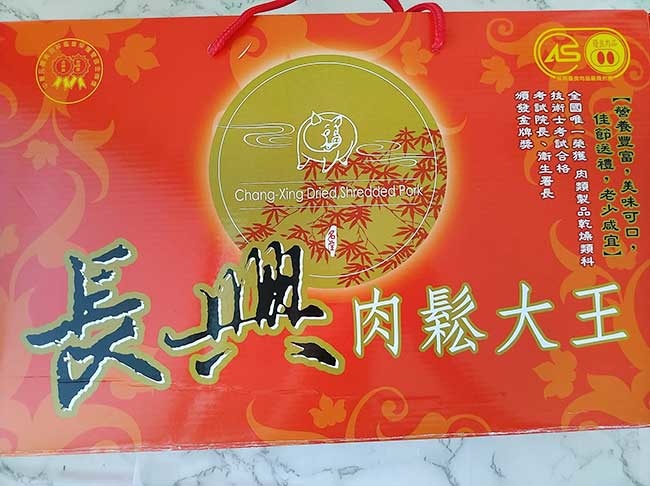 【營養豐富，美味可口，
佳節送禮，老少咸宜】
全國唯一榮獲 肉類製品乾燥類科
技術士考試合格
考試院長、衛生署長
頒發金牌獎
Chang-Xing Dried Shredded Pork
長興
肉鬆大王